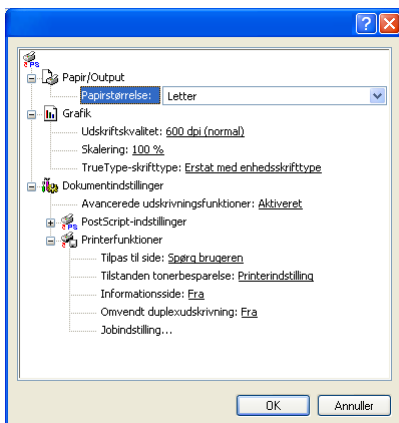 PS
Papir/Output
Papirstørrelse: Letter
Grafik
Udskriftskvalitet: 600 dpi (normal)
Skalering: 100 %
TrueType-skrifttype: Erstat med enhedsskrifttype
Dokumentindstillinger
Avancerede udskrivningsfunktioner: Aktiveret
PostScript-indstillinger
Printerfunktioner
Tilpas til side: Spørg brugeren
Tilstanden tonerbesparelse: Printerindstilling
Informationsside: Fra
Omvendt duplexudskrivning: Fra
Jobindstilling...
OK Annuller